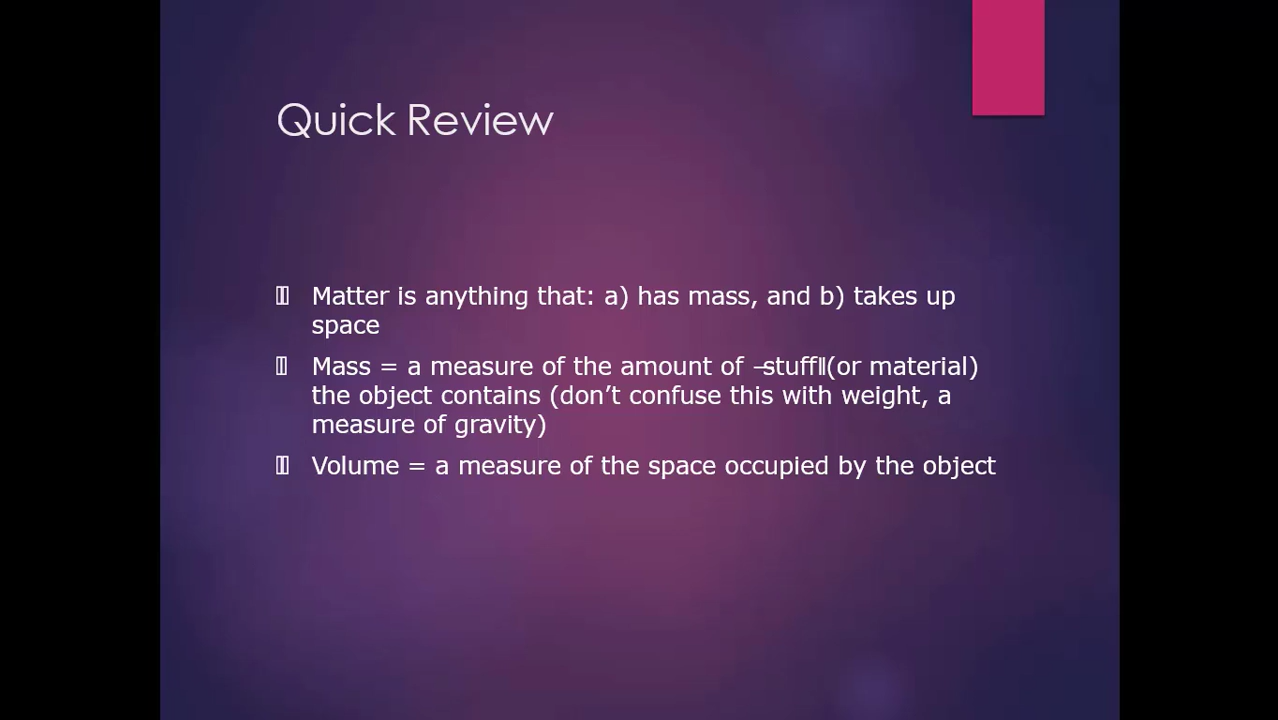 Quick Review
Matter is anything that: a) has mass, and b) takes up
space
Mass = a measure of the amount of ―stuff‖(or material)
the object contains (don’t confuse this with weight, a
measure of gravity)
Volume = a measure of the space occupied by the object